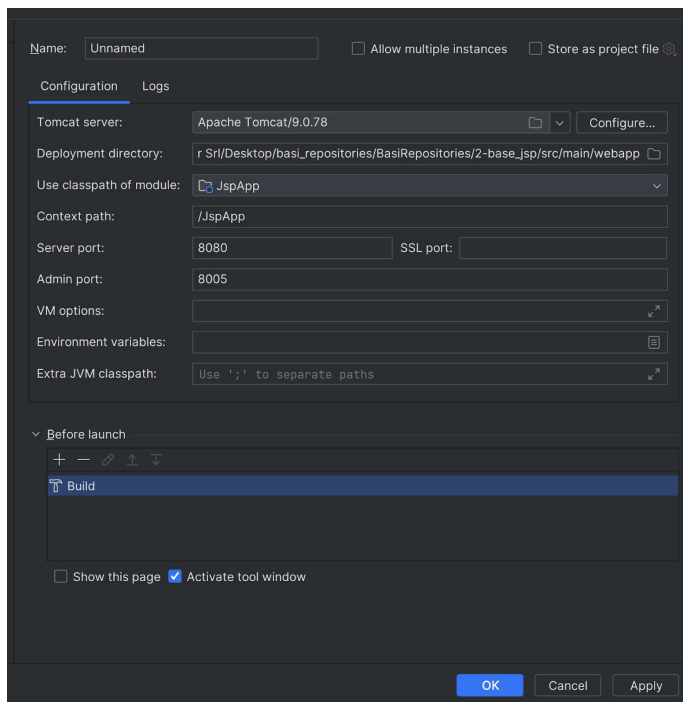 Name: Unnamed Allow multiple instances Store as project file
Configuration Logs
Tomcat server: Apache Tomcat/9.0.78 Configure...
Deployment directory: r Srl/Desktop/basi_repositories/BasiRepositories/2-base_jsp/src/main/webapp
Use classpath of module: JspApp
Context path: /JspApp
Server port: 8080 SSL port:
Admin port: 8005
VM options:
Environment variables:
Extra JVM classpath: Use ';' to separate paths
Before launch
Build
Show this page Activate tool window
OK Cancel Apply